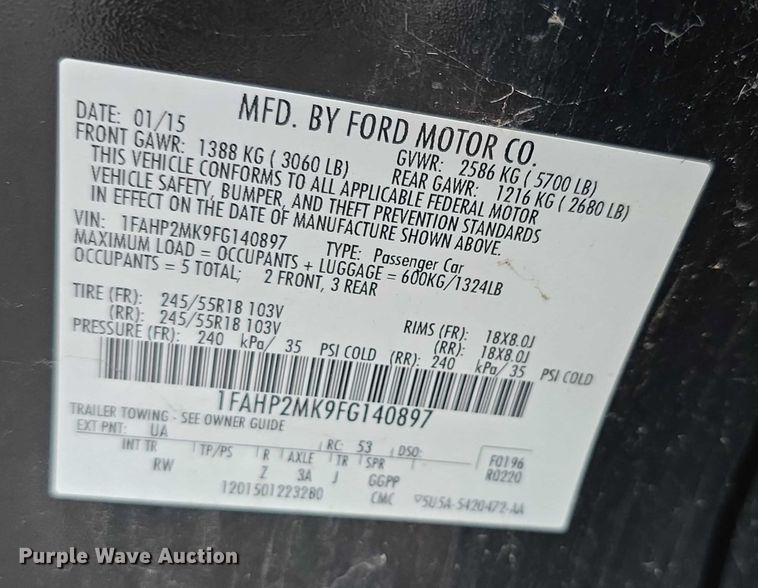 MFD. BY FORD MOTOR CO.
DATE: 01/15 GVWR: 2586 KG ( 5700 LB)
FRONT GAWR: 1388 KG ( 3060 LB) REAR GAWR: 1216 KG ( 2680 LB)
THIS VEHICLE CONFORMS TO ALL APPLICABLE FEDERAL MOTOR
VEHICLE SAFETY, BUMPER, AND THEFT PREVENTION STANDARDS
IN EFFECT ON THE DATE OF MANUFACTURE SHOWN ABOVE.
VIN: 1FAHP2MK9FG140897 TYPE: Passenger Car
MAXIMUM LOAD = OCCUPANTS + LUGGAGE = 600KG/1324LB
OCCUPANTS = 5 TOTAL; 2 FRONT, 3 REAR
TIRE (FR): 245/55R18 103V RIMS (FR): 18X8.0J
(RR): 245/55R18 103V (RR): 18X8.0J
PRESSURE (FR): 240 kPa/ 35 PSI COLD (RR): 240 kPa/ 35 PSI COLD
1FAHP2MK9FG140897
TRAILER TOWING - SEE OWNER GUIDE
EXT PNT: UA RC: 53 DSO: F0196
INT TR TP/PS R AXLE TR SPR R0220
RW Z 3A J GGPP
1201501223280 CMC ▽5U5A-5420472-AA
Purple Wave Auction